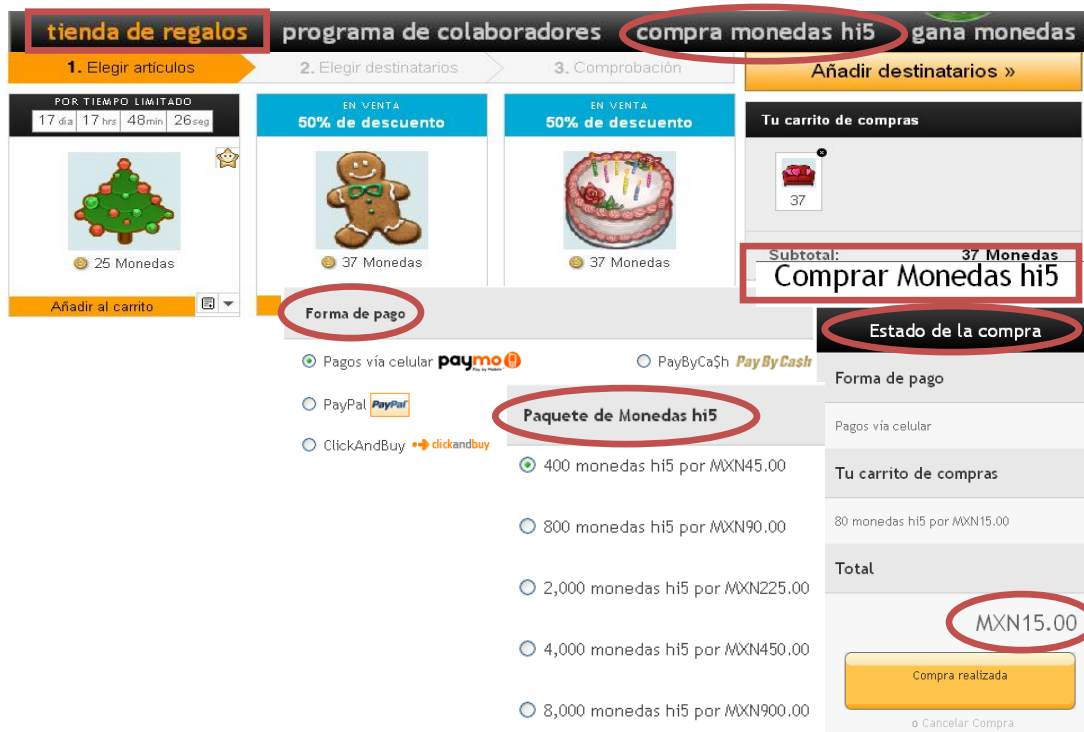 tienda de regalos programa de colaboradores compra monedas hi5 gana monedas
1. Elegir artículos 2. Elegir destinatarios 3. Comprobación
Añadir destinatarios »
POR TIEMPO LIMITADO
17 dia 17 hrs 48min 26seg
25 Monedas
Añadir al carrito
EN VENTA
50% de descuento
37 Monedas
EN VENTA
50% de descuento
37 Monedas
Tu carrito de compras
37
Subtotal: 37 Monedas
Comprar Monedas hi5
Forma de pago
Pagos vía celular paymo
PayByCa$h PayByCash
PayPal PayPal
ClickAndBuy clickandbuy
Paquete de Monedas hi5
400 monedas hi5 por MXN45.00
800 monedas hi5 por MXN90.00
2,000 monedas hi5 por MXN225.00
4,000 monedas hi5 por MXN450.00
8,000 monedas hi5 por MXN900.00
Estado de la compra
Forma de pago
Pagos vía celular
Tu carrito de compras
80 monedas hi5 por MXN15.00
Total
MXN15.00
Compra realizada
o Cancelar Compra